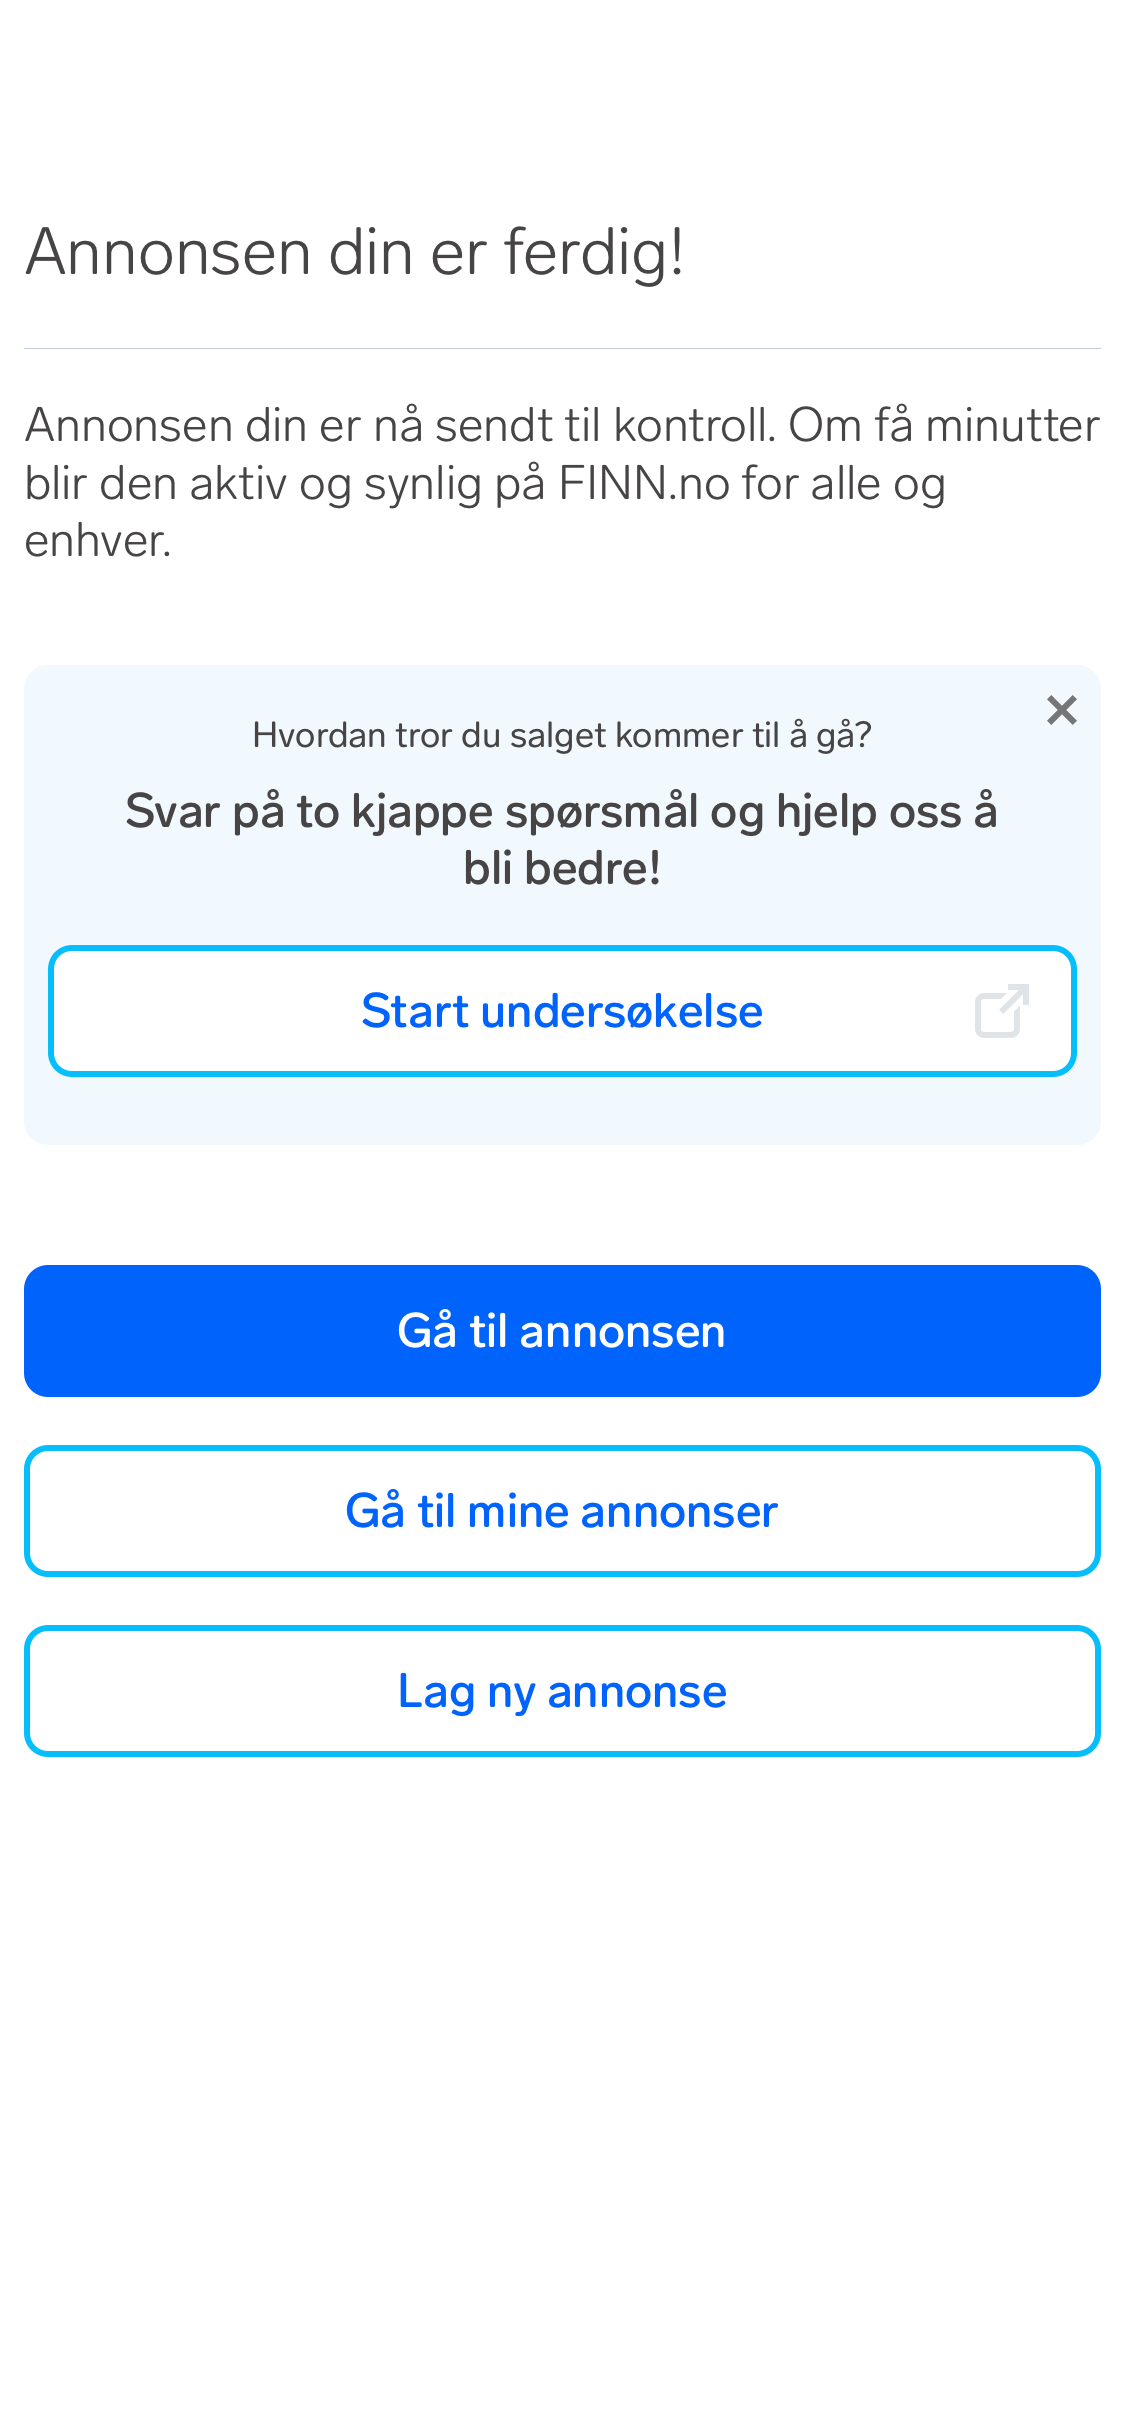 Annonsen din er ferdig!
Annonsen din er nå sendt til kontroll. Om få minutter
blir den aktiv og synlig på FINN.no for alle og
enhver.
Hvordan tror du salget kommer til å gå?
Svar på to kjappe spørsmål og hjelp oss å
bli bedre!
Start undersøkelse
Gå til annonsen
Gå til mine annonser
Lag ny annonse